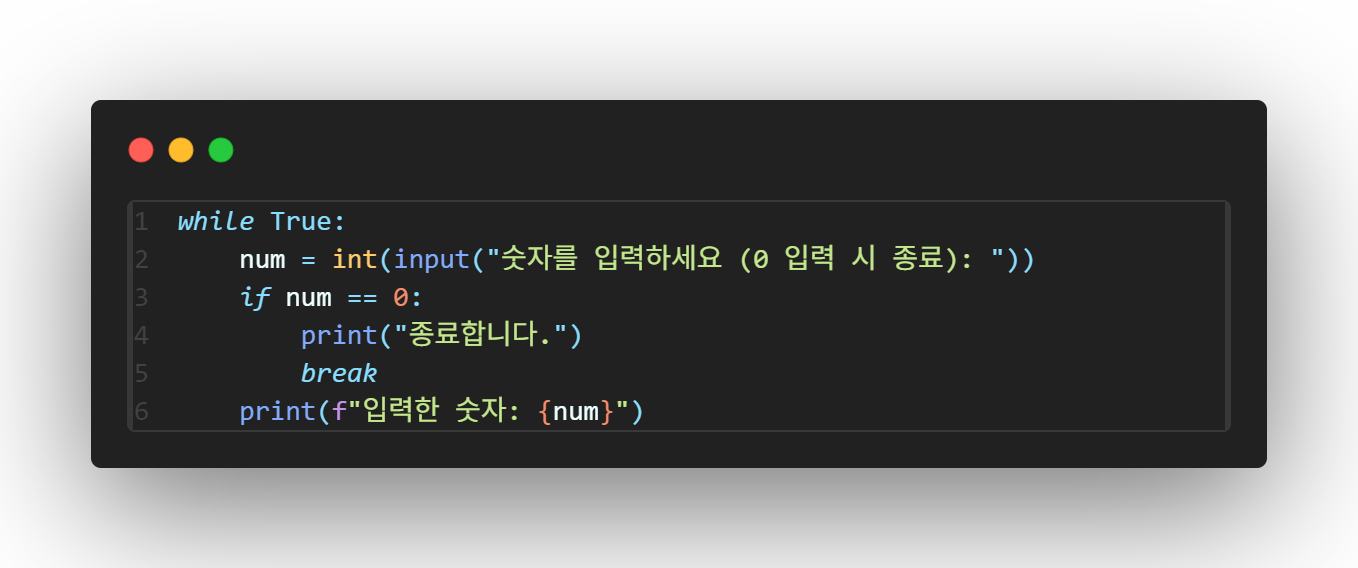 1 while True:
2     num = int(input("숫자를 입력하세요 (0 입력 시 종료): "))
3     if num == 0:
4         print("종료합니다.")
5         break
6     print(f"입력한 숫자: {num}")